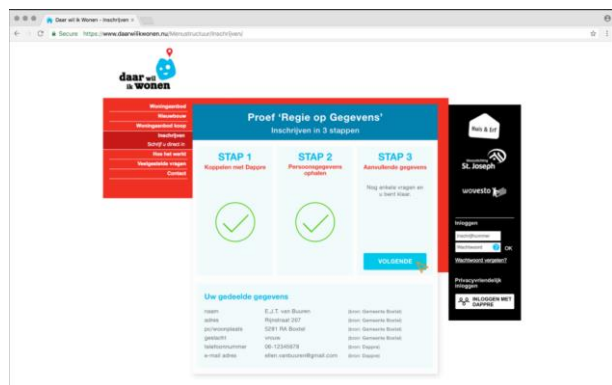 Daar wil ik Wonen - Inschrijven
Secure https://www.daarwilikwonen.nu/Menustructuur/Inschrijven/
daar wil
ik wonen
Woningaanbod
Nieuwbouw
Woningaanbod koop
Inschrijven
Schrijf u direct in
Hoe het werkt
Veelgestelde vragen
Contact
Proef 'Regie op Gegevens'
Inschrijven in 3 stappen
STAP 1
Koppelen met Dappre
STAP 2
Persoonsgegevens
ophalen
STAP 3
Aanvullende gegevens
Nog enkele vragen en
u bent klaar.
VOLGENDE
Uw gedeelde gegevens
naam E.J.T. van Buuren (bron: Gemeente Boxtel)
adres Rijnstraat 267 (bron: Gemeente Boxtel)
pc/woonplaats 5281 RA Boxtel (bron: Gemeente Boxtel)
geslacht vrouw (bron: Gemeente Boxtel)
telefoonnummer 06-12345678 (bron: Dappre)
e-mail adres ellen.vanbuuren@gmail.com (bron: Dappre)
Huis & Erf
St. Joseph
wovesto
Inloggen
Inschrijfnummer
Wachtwoord OK
Wachtwoord vergeten?
Privacyvriendelijk
inloggen
INLOGGEN MET
DAPPRE